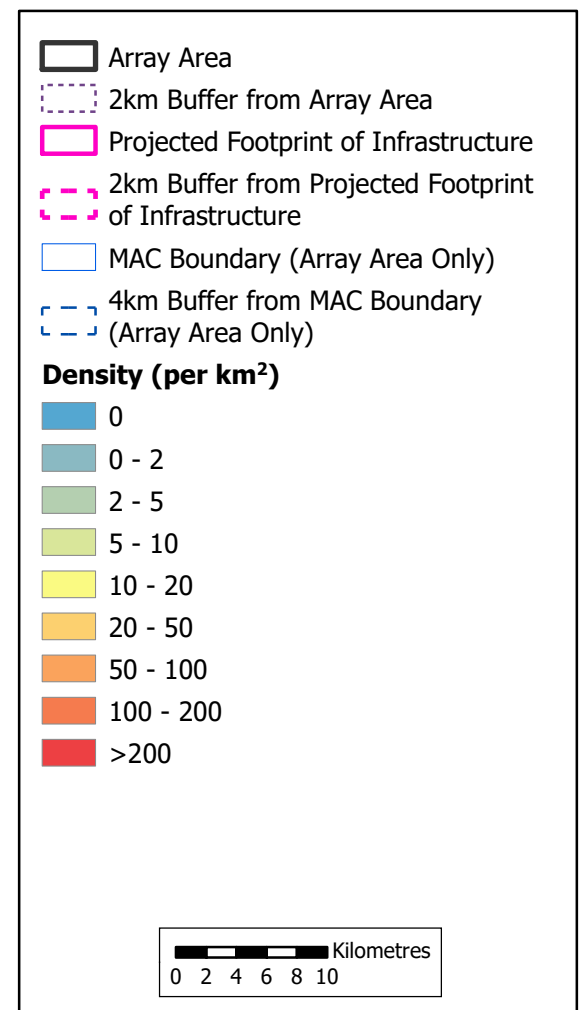 Array Area
2km Buffer from Array Area
Projected Footprint of Infrastructure
2km Buffer from Projected Footprint
of Infrastructure
MAC Boundary (Array Area Only)
4km Buffer from MAC Boundary
(Array Area Only)
Density (per km²)
0
0 - 2
2 - 5
5 - 10
10 - 20
20 - 50
50 - 100
100 - 200
>200
Kilometres
0 2 4 6 8 10